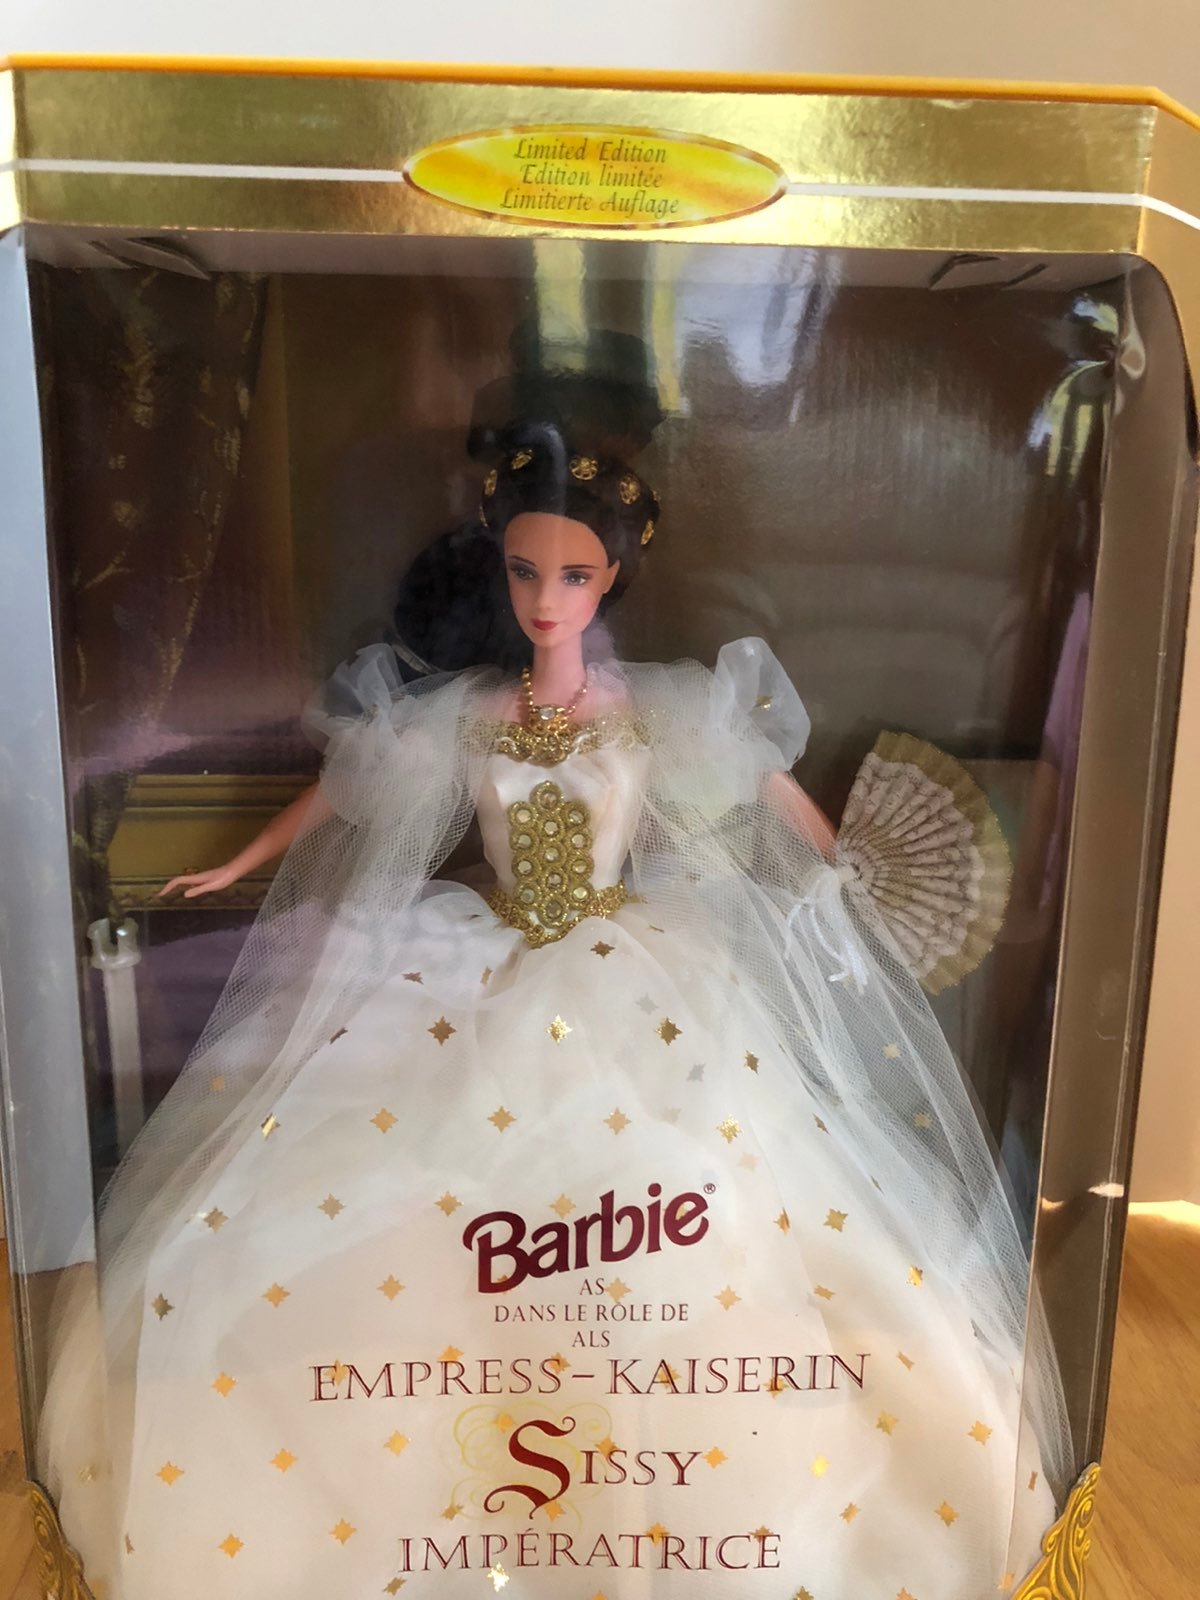 Limited Edition
Edition limitée
Limitierte Auflage
Barbie®
AS
DANS LE RÔLE DE
ALS
EMPRESS-KAISERIN
SISSY
IMPÉRATRICE